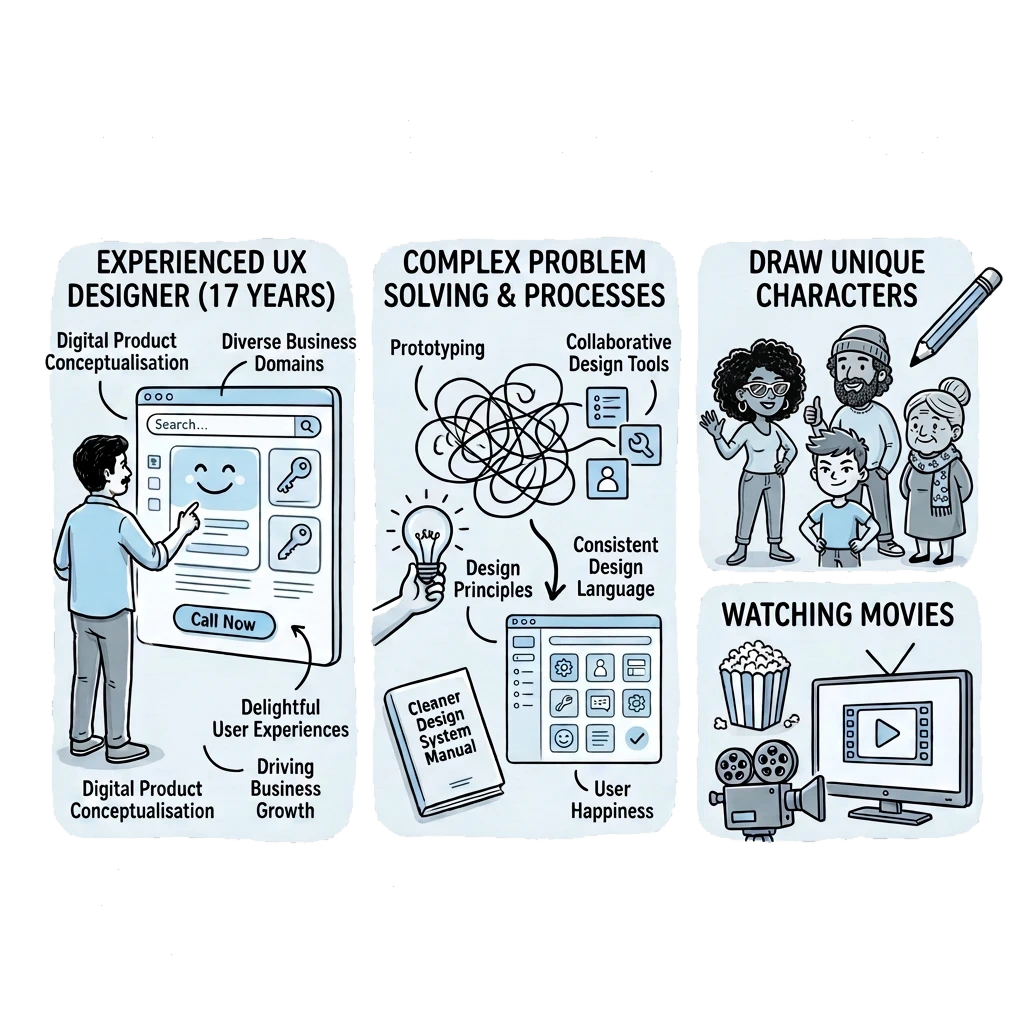 EXPERIENCED UX
DESIGNER (17 YEARS)
Digital Product
Conceptualisation
Diverse Business
Domains
Search...
Call Now
Delightful
User Experiences
Driving
Business
Growth
Digital Product
Conceptualisation
COMPLEX PROBLEM
SOLVING & PROCESSES
Prototyping
Collaborative
Design Tools
Design
Principles
Consistent
Design
Language
Cleaner
Design
System
Manual
User
Happiness
DRAW UNIQUE
CHARACTERS
WATCHING MOVIES